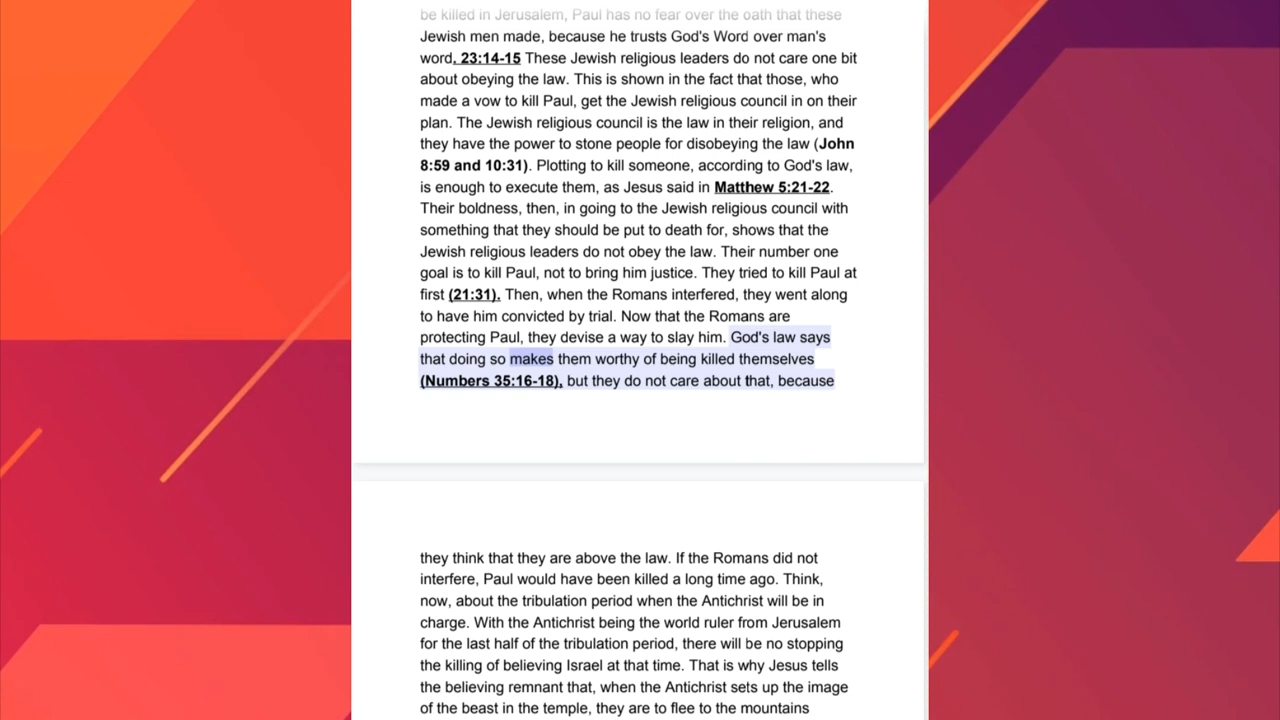 be killed in Jerusalem, Paul has no fear over the oath that these
Jewish men made, because he trusts God's Word over man's
word. 23:14-15 These Jewish religious leaders do not care one bit
about obeying the law. This is shown in the fact that those, who
made a vow to kill Paul, get the Jewish religious council in on their
plan. The Jewish religious council is the law in their religion, and
they have the power to stone people for disobeying the law (John
8:59 and 10:31). Plotting to kill someone, according to God's law,
is enough to execute them, as Jesus said in Matthew 5:21-22.
Their boldness, then, in going to the Jewish religious council with
something that they should be put to death for, shows that the
Jewish religious leaders do not obey the law. Their number one
goal is to kill Paul, not to bring him justice. They tried to kill Paul at
first (21:31). Then, when the Romans interfered, they went along
to have him convicted by trial. Now that the Romans are
protecting Paul, they devise a way to slay him. God's law says
that doing so makes them worthy of being killed themselves
(Numbers 35:16-18), but they do not care about that, because
they think that they are above the law. If the Romans did not
interfere, Paul would have been killed a long time ago. Think,
now, about the tribulation period when the Antichrist will be in
charge. With the Antichrist being the world ruler from Jerusalem
for the last half of the tribulation period, there will be no stopping
the killing of believing Israel at that time. That is why Jesus tells
the believing remnant that, when the Antichrist sets up the image
of the beast in the temple, they are to flee to the mountains